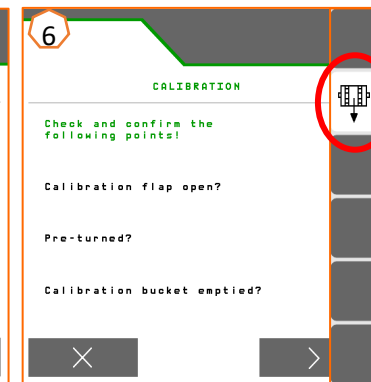 6
CALIBRATION
Check and confirm the
following points!
Calibration flap open?
Pre-turned?
Calibration bucket emptied?